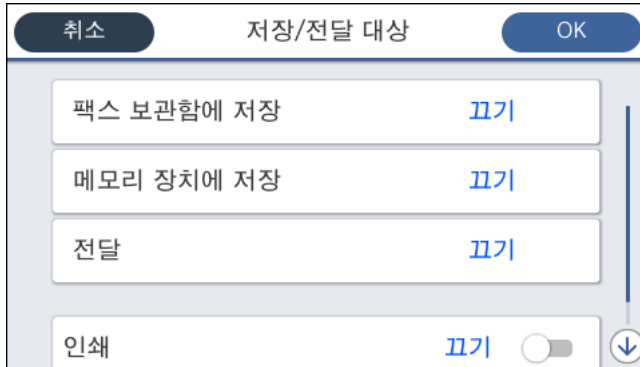 취소 저장/전달 대상 OK
팩스 보관함에 저장 끄기
메모리 장치에 저장 끄기
전달 끄기
인쇄 끄기